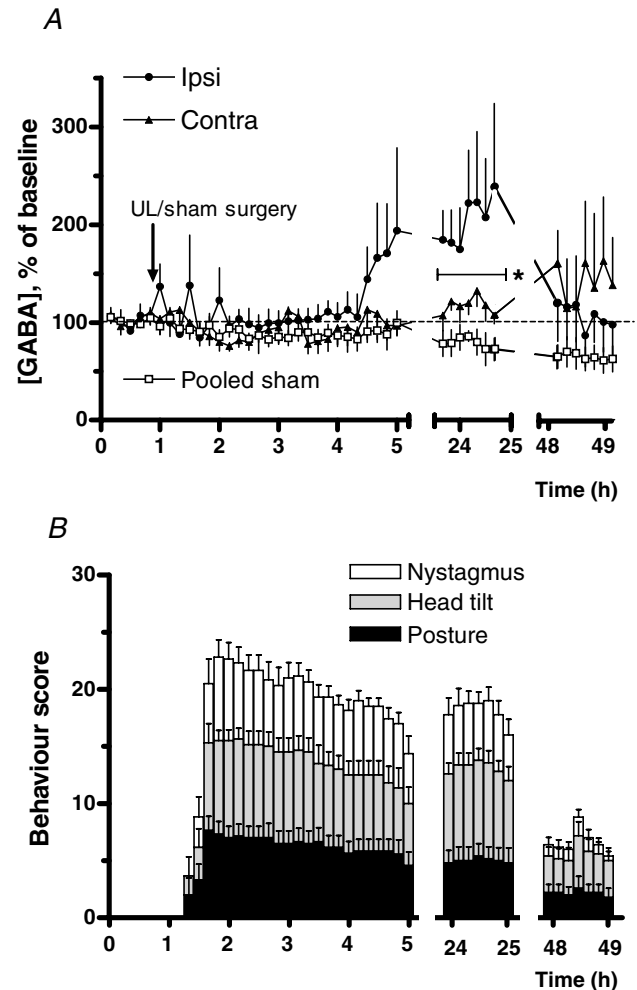 A
Ipsi
Contra
300
UL/sham surgery
200
100
*
Pooled sham
0
0 1 2 3 4 5 24 25 48 49
[GABA], % of baseline
Time (h)
B
30
Nystagmus
Head tilt
Posture
20
10
0
0 1 2 3 4 5 24 25 48 49
Behaviour score
Time (h)